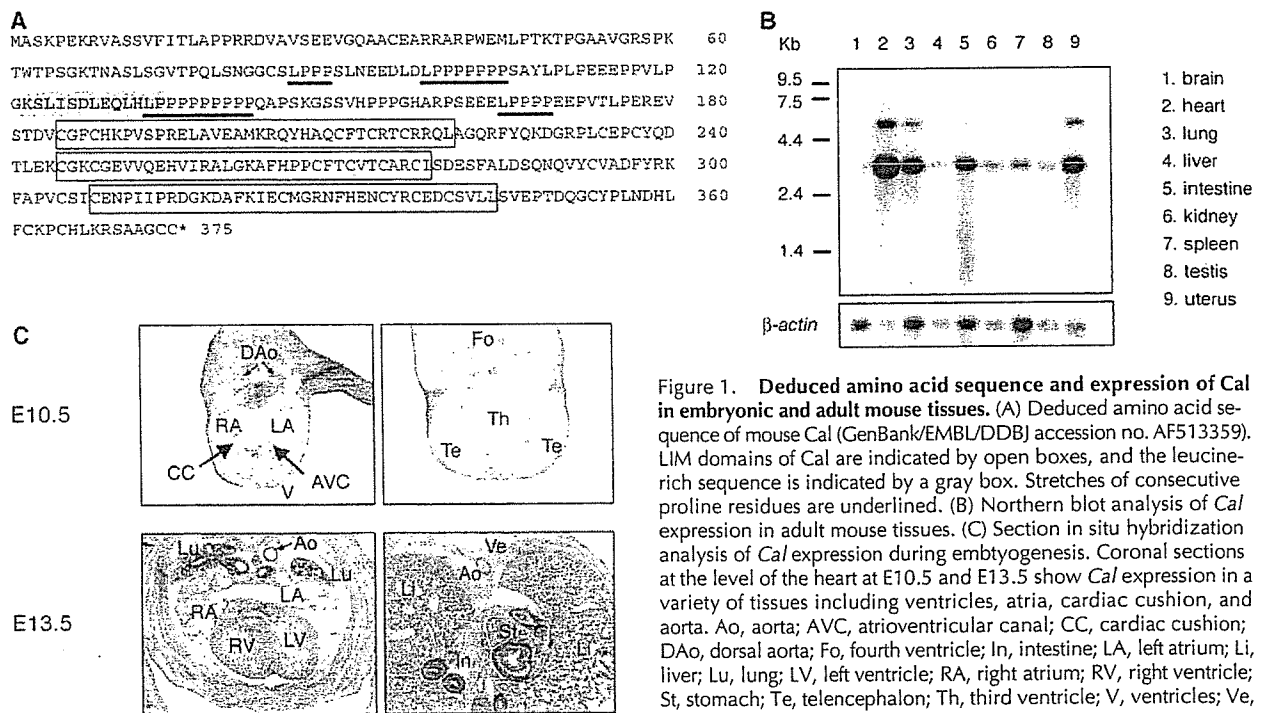 A
MASKPEKRVASSVFITLAPPRRDVAVSEEVGQAACEARRARPWEMLPTKTPGAAVGRSPK 60
TWTPSGKTNASLSGVTPQLSNGGCSLPPPSLNEEDLDLPPPPPPPSAYLPLPEEEPPVLP 120
GKSLISDLEQLHLPPPPPPPPQAPSKGSSVHPPPGHARPSEEELPPPPEEPVTLPEREV 180
STDVCGFCHKPVSPRELAVEAMKRQYHAQCFTCRTCRRQLAGQRFYQKDGRPLCEPCYQD 240
TLEKCGKCGEVVQEHVIRALGKAFHPPCFTCVTCARCISDESFALDSQNQVYCVADFYRK 300
FAPVCSICENPIIPRDGKDAFKIECMGRNFHENCYRCEDCSVLLSVEPTDQGCYPLNDHL 360
FCKPCHLKRSAAGCC* 375
B
Kb 1 2 3 4 5 6 7 8 9
9.5
7.5
4.4
2.4
1.4
β-actin
1. brain
2. heart
3. lung
4. liver
5. intestine
6. kidney
7. spleen
8. testis
9. uterus
C
E10.5
DAo
RA LA
CC AVC
V
Fo
Th
Te Te
E13.5
Lu Ao
Lu
LA
RA
RV LV
Ve
Ao
Li
St
In Li
Figure 1. Deduced amino acid sequence and expression of Cal
in embryonic and adult mouse tissues. (A) Deduced amino acid se-
quence of mouse Cal (GenBank/EMBL/DDBJ accession no. AF513359).
LIM domains of Cal are indicated by open boxes, and the leucine-
rich sequence is indicated by a gray box. Stretches of consecutive
proline residues are underlined. (B) Northern blot analysis of Cal
expression in adult mouse tissues. (C) Section in situ hybridization
analysis of Cal expression during embtyogenesis. Coronal sections
at the level of the heart at E10.5 and E13.5 show Cal expression in a
variety of tissues including ventricles, atria, cardiac cushion, and
aorta. Ao, aorta; AVC, atrioventricular canal; CC, cardiac cushion;
DAo, dorsal aorta; Fo, fourth ventricle; In, intestine; LA, left atrium; Li,
liver; Lu, lung; LV, left ventricle; RA, right atrium; RV, right ventricle;
St, stomach; Te, telencephalon; Th, third ventricle; V, ventricles; Ve,